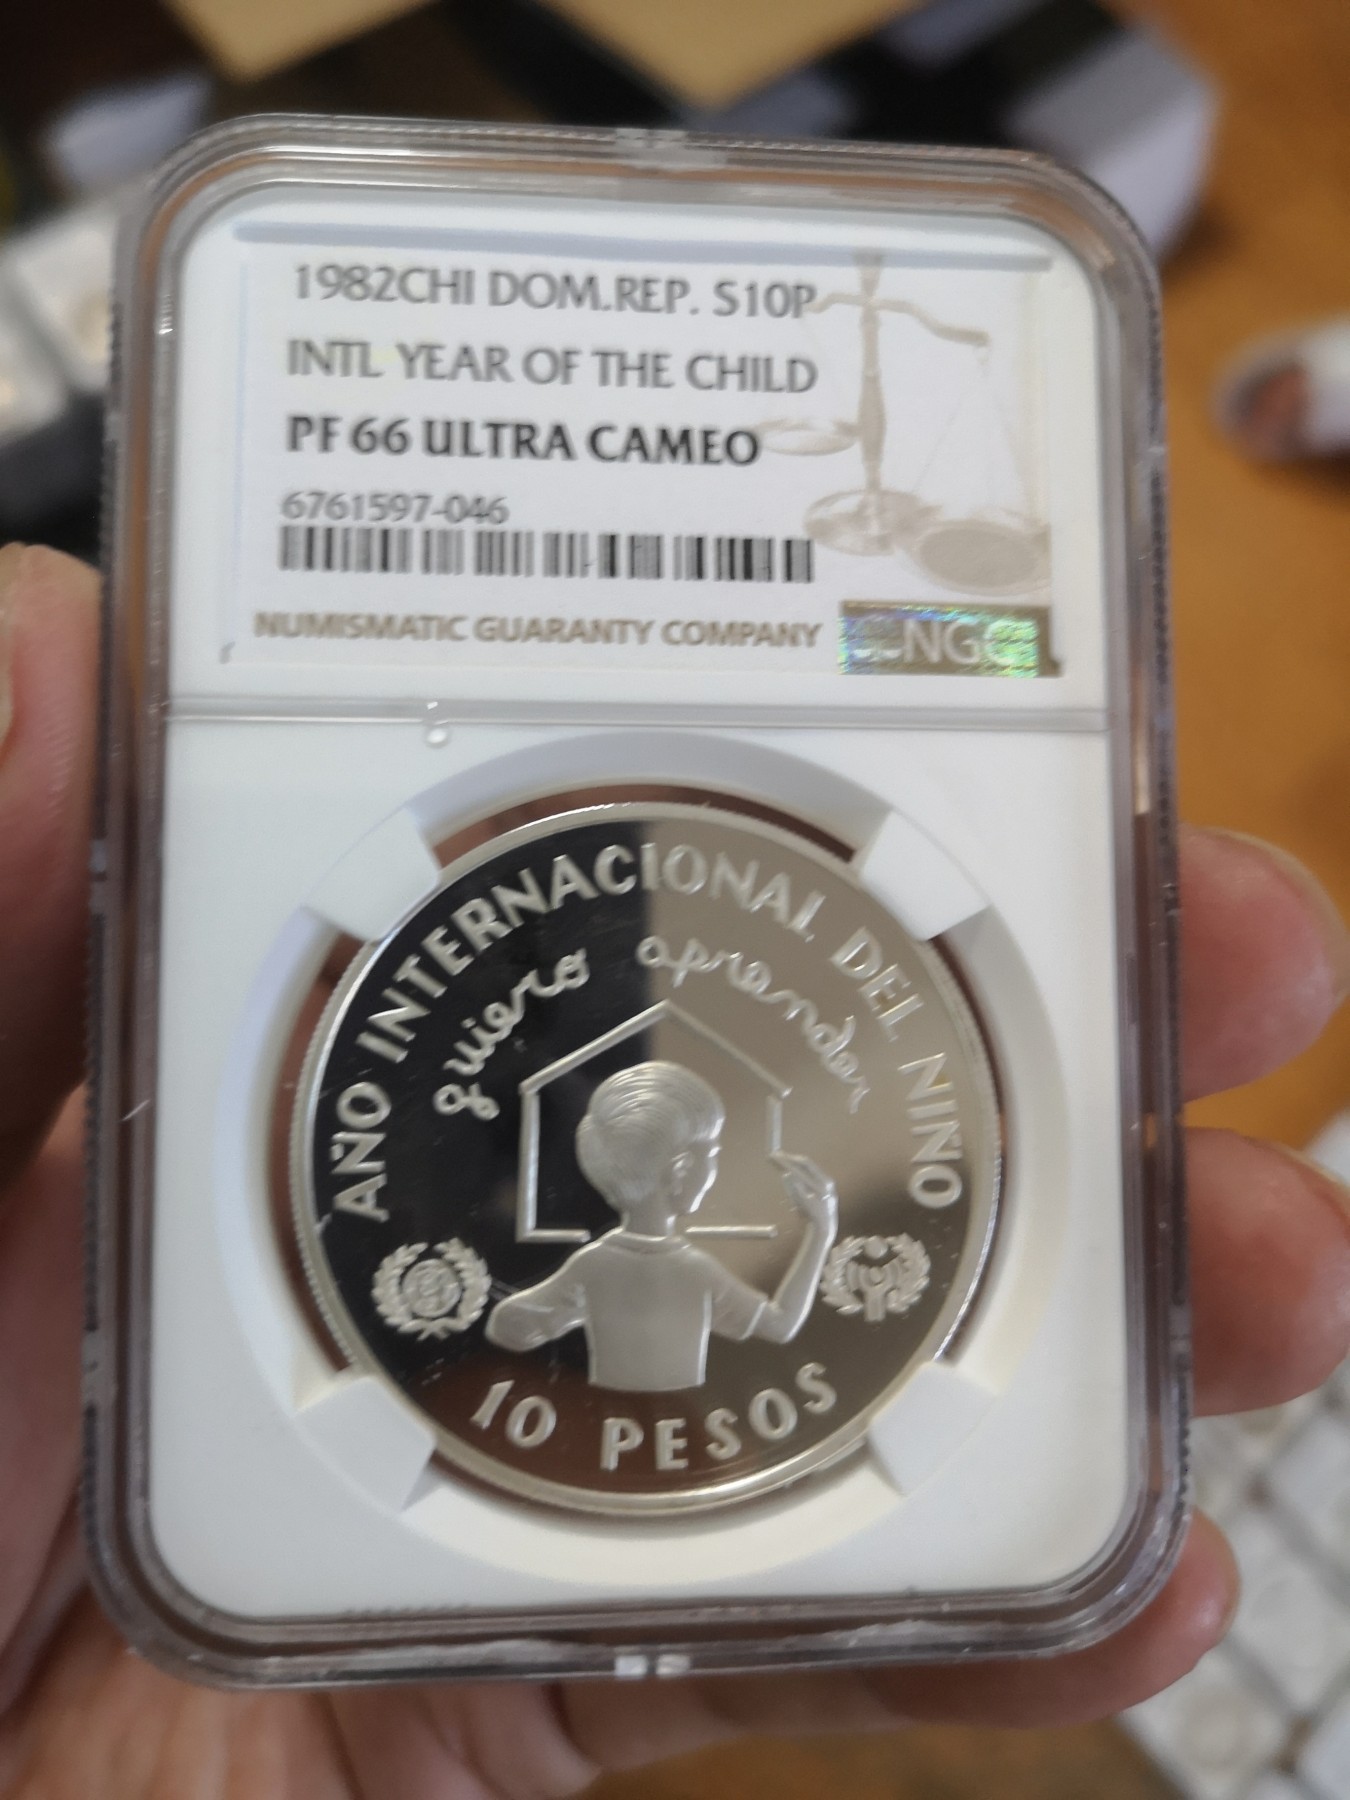 1982CHI DOM.REP. S10P
INTL YEAR OF THE CHILD
PF 66 ULTRA CAMEO
6761597-046
NUMISMATIC GUARANTY COMPANY
NGC
AÑO INTERNACIONAL DEL NIÑO
quiero aprender
10 PESOS